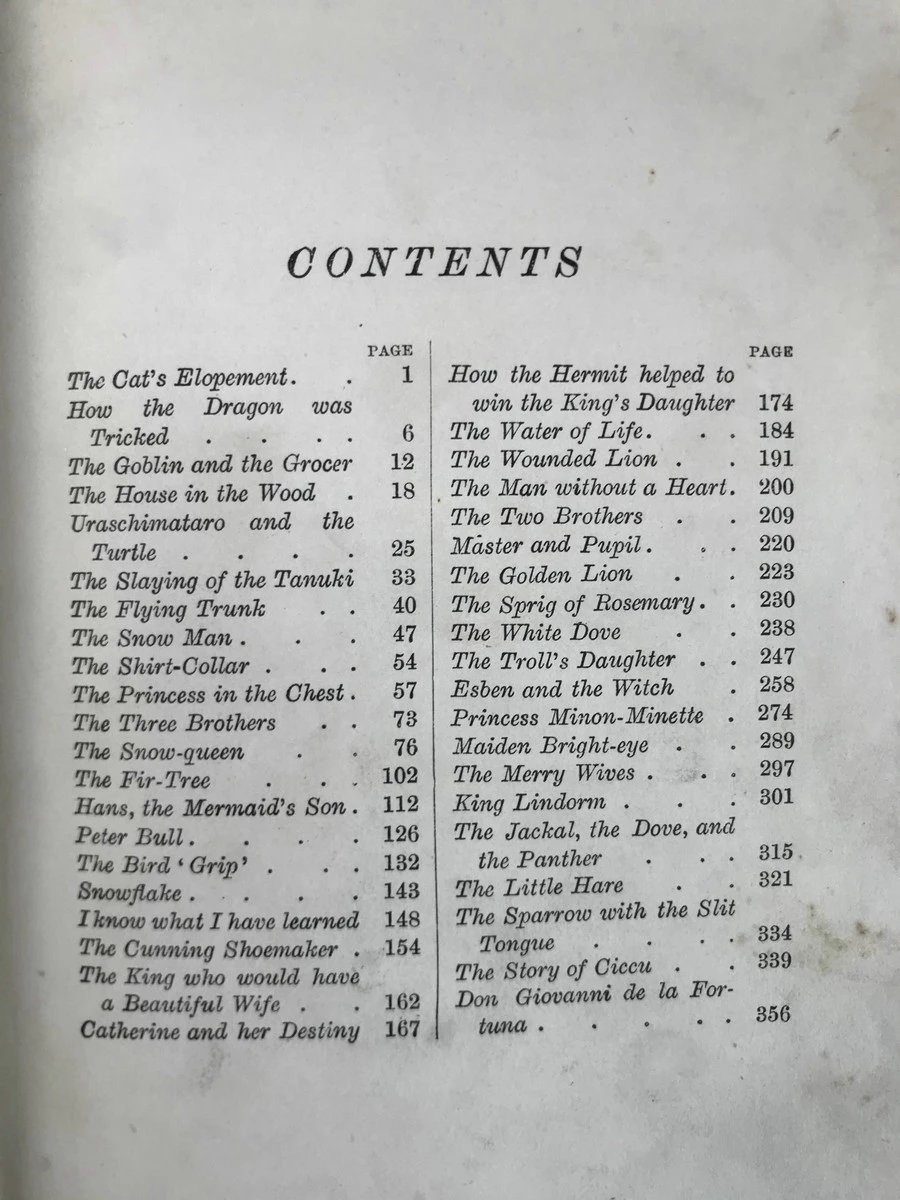 CONTENTS
PAGE
The Cat's Elopement. . 1
How the Dragon was
Tricked . . . . 6
The Goblin and the Grocer 12
The House in the Wood . 18
Uraschimataro and the
Turtle . . . . 25
The Slaying of the Tanuki 33
The Flying Trunk . . 40
The Snow Man . . . 47
The Shirt-Collar . . . 54
The Princess in the Chest . 57
The Three Brothers . . 73
The Snow-queen . . 76
The Fir-Tree . . . 102
Hans, the Mermaid's Son . 112
Peter Bull . . . . 126
The Bird ‘Grip’ . . . 132
Snowflake . . . . 143
I know what I have learned 148
The Cunning Shoemaker . 154
The King who would have
a Beautiful Wife . . 162
Catherine and her Destiny 167
PAGE
How the Hermit helped to
win the King's Daughter 174
The Water of Life. . . 184
The Wounded Lion . . 191
The Man without a Heart. 200
The Two Brothers . . 209
Master and Pupil . . . 220
The Golden Lion . . 223
The Sprig of Rosemary . . 230
The White Dove . . 238
The Troll's Daughter . . 247
Esben and the Witch . 258
Princess Minon-Minette . 274
Maiden Bright-eye . . 289
The Merry Wives . . . 297
King Lindorm . . . 301
The Jackal, the Dove, and
the Panther . . . 315
The Little Hare . . 321
The Sparrow with the Slit
Tongue . . . . 334
The Story of Ciccu . . 339
Don Giovanni de la For-
tuna . . . . . 356